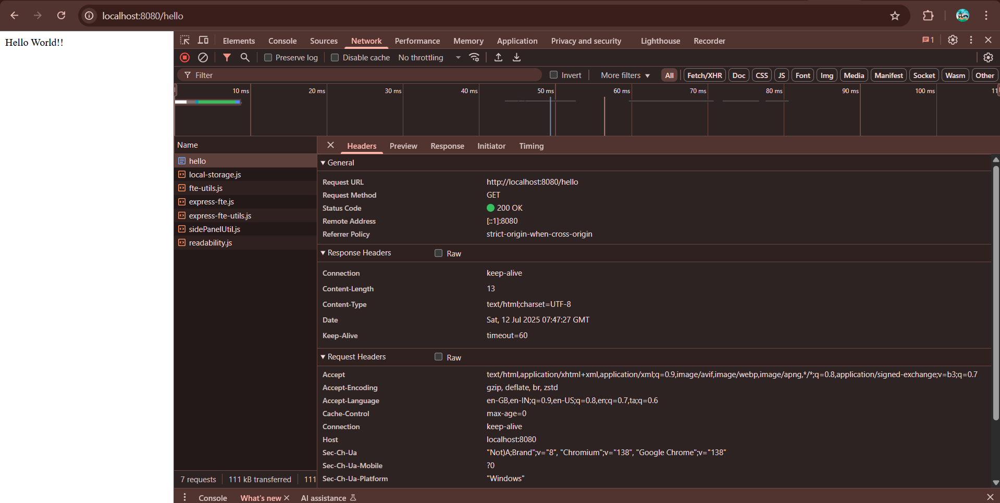 localhost:8080/hello
Hello World!!
Elements Console Sources Network Performance Memory Application Privacy and security Lighthouse Recorder 1
Preserve log Disable cache No throttling
Filter Invert More filters All Fetch/XHR Doc CSS JS Font Img Media Manifest Socket Wasm Other
10 ms 20 ms 30 ms 40 ms 50 ms 60 ms 70 ms 80 ms 90 ms 100 ms 11
Name
hello
local-storage.js
fte-utils.js
express-fte.js
express-fte-utils.js
sidePanelUtil.js
readability.js
7 requests 111 kB transferred 111
Headers Preview Response Initiator Timing
General
Request URL http://localhost:8080/hello
Request Method GET
Status Code 200 OK
Remote Address [::1]:8080
Referrer Policy strict-origin-when-cross-origin
Response Headers Raw
Connection keep-alive
Content-Length 13
Content-Type text/html;charset=UTF-8
Date Sat, 12 Jul 2025 07:47:27 GMT
Keep-Alive timeout=60
Request Headers Raw
Accept text/html,application/xhtml+xml,application/xml;q=0.9,image/avif,image/webp,image/apng,*/*;q=0.8,application/signed-exchange;v=b3;q=0.7
Accept-Encoding gzip, deflate, br, zstd
Accept-Language en-GB,en-IN;q=0.9,en-US;q=0.8,en;q=0.7,ta;q=0.6
Cache-Control max-age=0
Connection keep-alive
Host localhost:8080
Sec-Ch-Ua "Not)A;Brand";v="8", "Chromium";v="138", "Google Chrome";v="138"
Sec-Ch-Ua-Mobile ?0
Sec-Ch-Ua-Platform "Windows"
Console What's new AI assistance